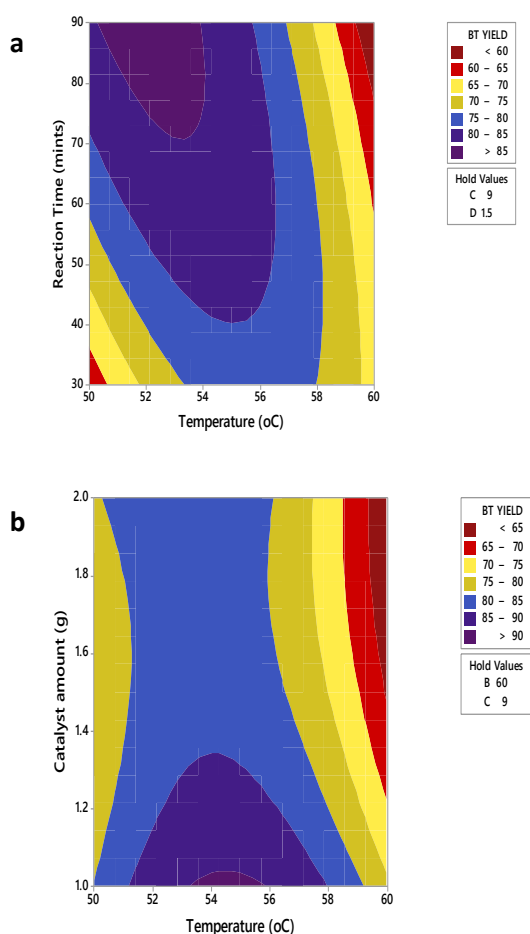 a
90
80
70
60
50
40
30
Reaction Time (mints)
50 52 54 56 58 60
Temperature (oC)
BT YIELD
< 60
60 – 65
65 – 70
70 – 75
75 – 80
80 – 85
> 85
Hold Values
C 9
D 1.5
b
2.0
1.8
1.6
1.4
1.2
1.0
Catalyst amount (g)
50 52 54 56 58 60
Temperature (oC)
BT YIELD
< 65
65 – 70
70 – 75
75 – 80
80 – 85
85 – 90
> 90
Hold Values
B 60
C 9